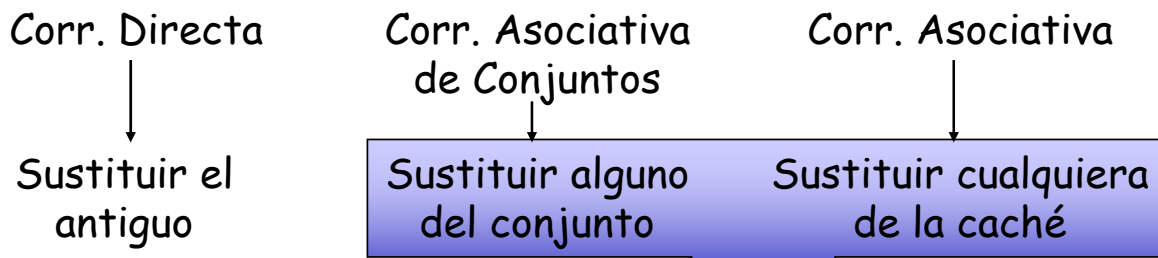 Corr. Directa
Corr. Asociativa
de Conjuntos
Corr. Asociativa
Sustituir el
antiguo
Sustituir alguno
del conjunto
Sustituir cualquiera
de la caché